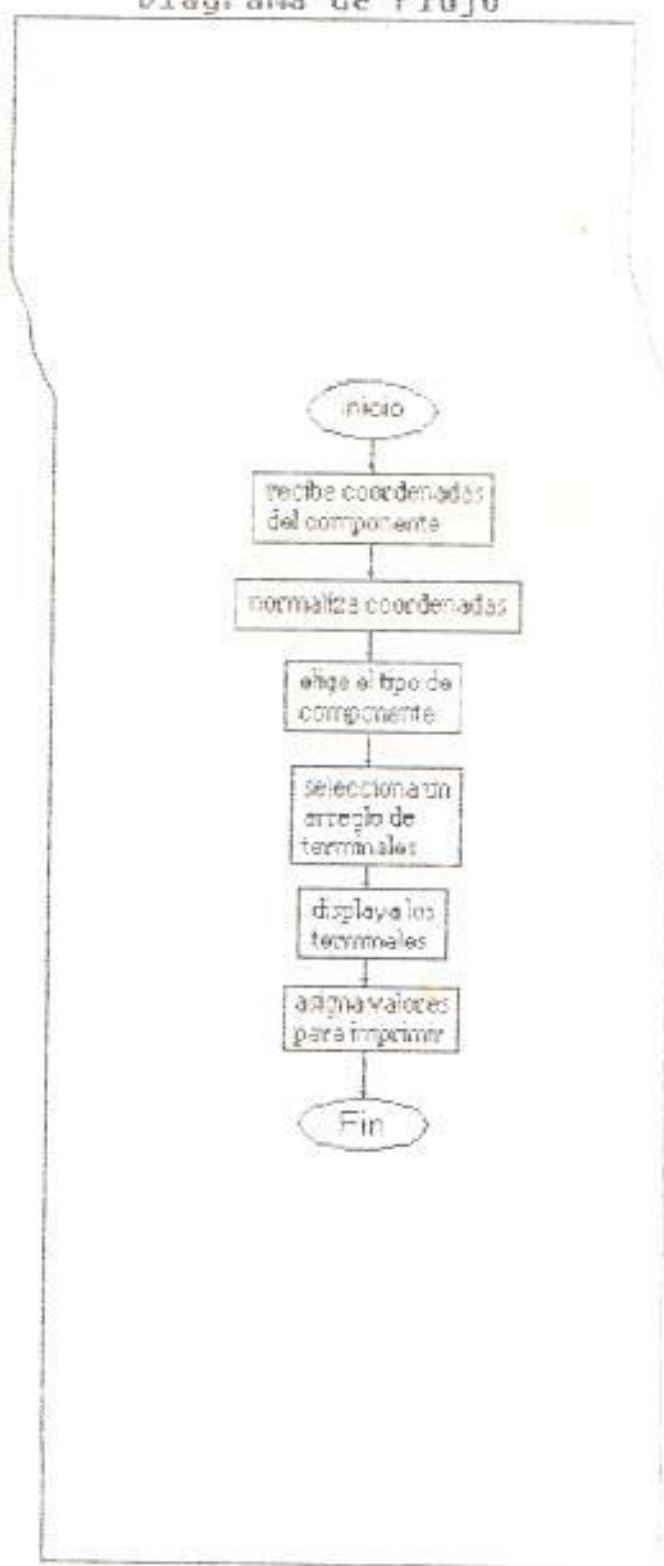 Diagrama de Flujo
inicio
recibe coordenadas
del componente
normaliza coordenadas
elige el tipo de
componente
selecciona un
arreglo de
terminales
displaya los
terminales
asigna valores
para imprimir
Fin